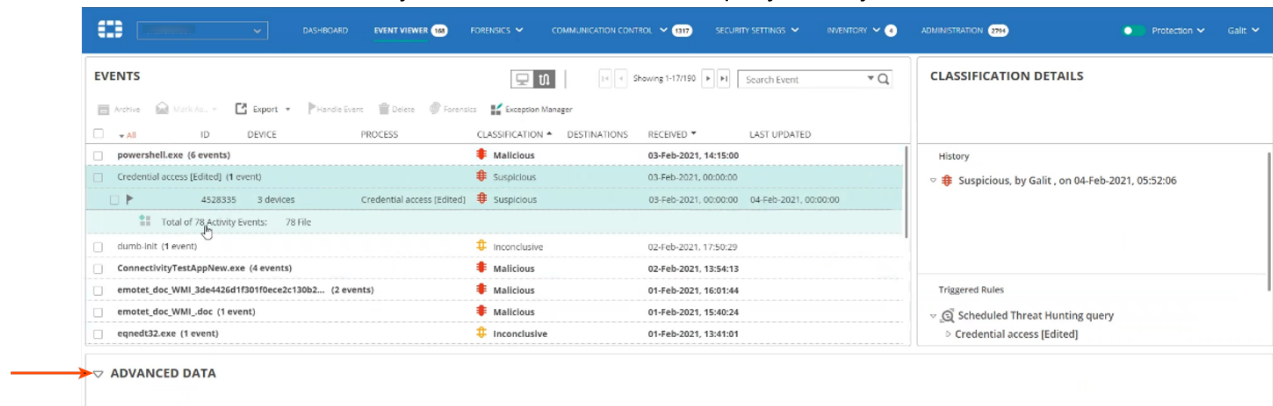 DASHBOARD EVENT VIEWER 168 FORENSICS COMMUNICATION CONTROL 1317 SECURITY SETTINGS INVENTORY 4 ADMINISTRATION 2794 Protection Galit
EVENTS
Showing 1-17/190 Search Event
Archive Mark As... Export Handle Event Delete Forensics Exception Manager
All ID DEVICE PROCESS CLASSIFICATION DESTINATIONS RECEIVED LAST UPDATED
powershell.exe (6 events) Malicious 03-Feb-2021, 14:15:00
Credential access [Edited] (1 event) Suspicious 03-Feb-2021, 00:00:00
4528335 3 devices Credential access [Edited] Suspicious 03-Feb-2021, 00:00:00 04-Feb-2021, 00:00:00
Total of 78 Activity Events: 78 File
dumb-init (1 event) Inconclusive 02-Feb-2021, 17:50:29
ConnectivityTestAppNew.exe (4 events) Malicious 02-Feb-2021, 13:54:13
emotet_doc_WMI_3de4426d1f301f0ece2c130b2... (2 events) Malicious 01-Feb-2021, 16:01:44
emotet_doc_WMI_.doc (1 event) Malicious 01-Feb-2021, 15:40:24
eqnedt32.exe (1 event) Inconclusive 01-Feb-2021, 13:41:01
CLASSIFICATION DETAILS
History
Suspicious, by Galit , on 04-Feb-2021, 05:52:06
Triggered Rules
Scheduled Threat Hunting query
Credential access [Edited]
ADVANCED DATA